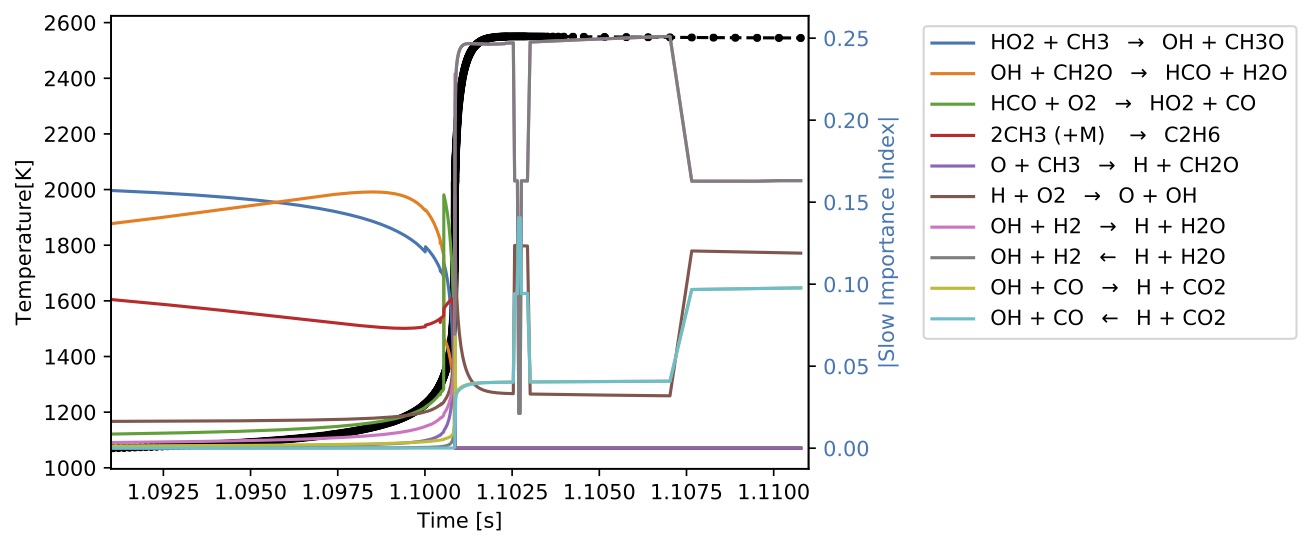 2600
2400
2200
2000
1800
1600
1400
1200
1000
Temperature[K]
1.0925 1.0950 1.0975 1.1000 1.1025 1.1050 1.1075 1.1100
Time [s]
0.25
0.20
0.15
0.10
0.05
0.00
|Slow Importance Index|
HO2 + CH3 → OH + CH3O
OH + CH2O → HCO + H2O
HCO + O2 → HO2 + CO
2CH3 (+M) → C2H6
O + CH3 → H + CH2O
H + O2 → O + OH
OH + H2 → H + H2O
OH + H2 ← H + H2O
OH + CO → H + CO2
OH + CO ← H + CO2